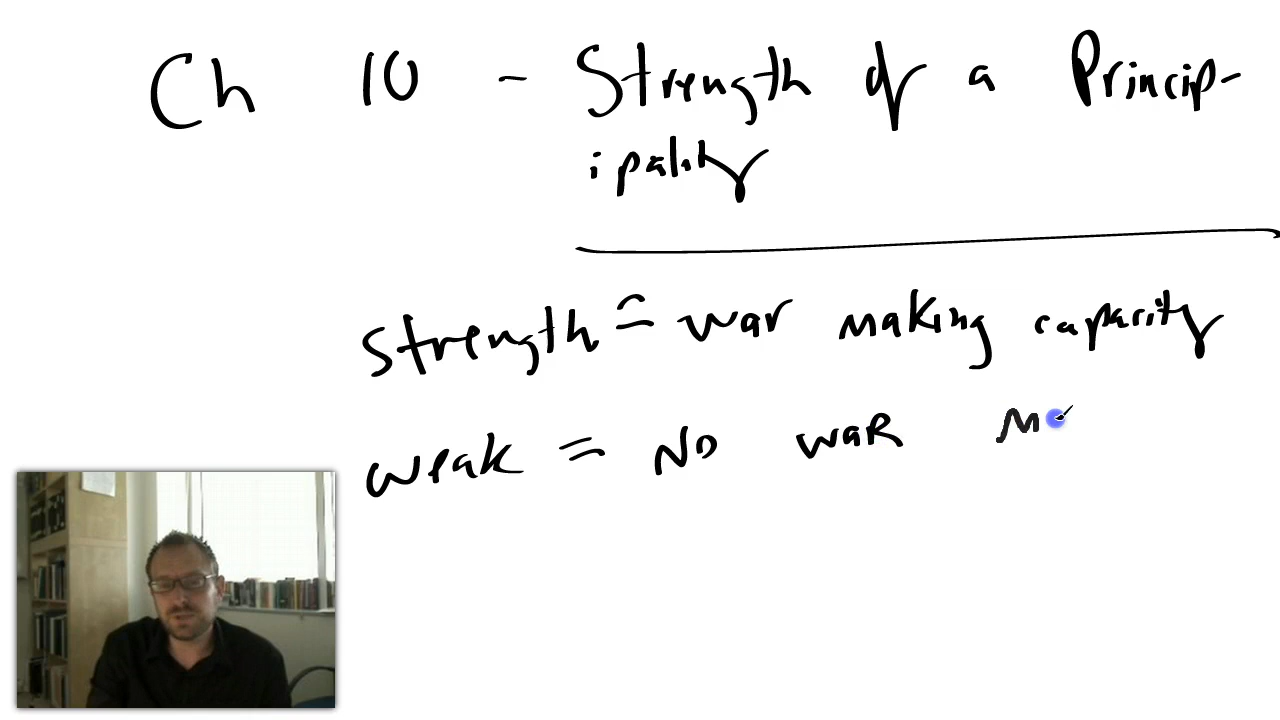 Ch 10 - Strength of a Princip-
ipality
strength = war making capacity
weak = No waR M